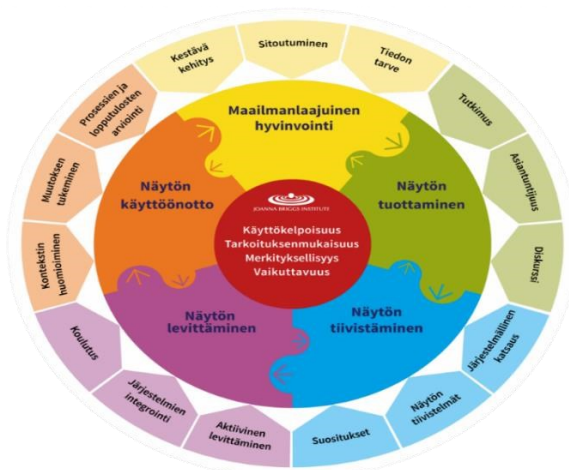 Kestävä
kehitys
Sitoutuminen
Tiedon
tarve
Tutkimus
Asiantuntijuus
Diskurssi
Järjestelmällinen
katsaus
Näytön
tiivistelmät
Suositukset
Aktiivinen
levittäminen
Järjestelmien
integrointi
Koulutus
Kontekstin
huomioiminen
Muutoksen
tukeminen
Prosessien ja
lopputulosten
arviointi
Maailmanlaajuinen
hyvinvointi
Näytön
tuottaminen
Näytön
tiivistäminen
Näytön
levittäminen
Näytön
käyttöönotto
JOANNA BRIGGS INSTITUTE
Käyttökelpoisuus
Tarkoituksenmukaisuus
Merkityksellisyys
Vaikuttavuus